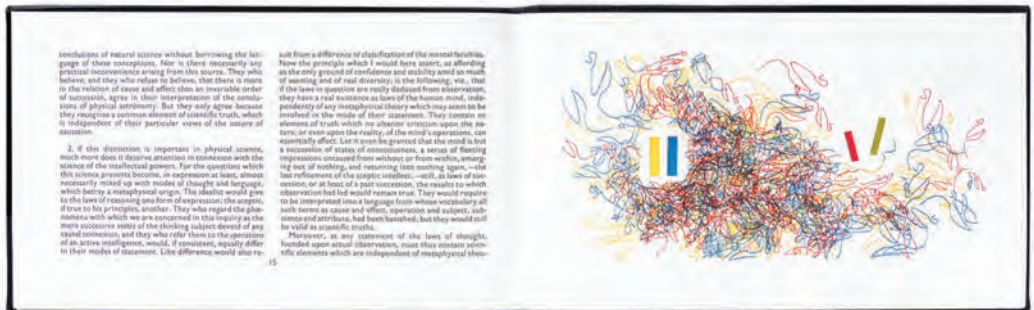 conclusions of natural science without borrowing the lan-
guage of these conceptions. Nor is there necessarily any
practical inconvenience arising from this source. They who
believe, and they who refuse to believe, that there is more
in the relation of cause and effect than an invariable order
of succession, agree in their interpretation of the conclu-
sions of physical astronomy. But they only agree because
they recognise a common element of scientific truth, which
is independent of their particular views of the nature of
causation.
2. If this distinction is important in physical science,
much more does it deserve attention in connexion with the
science of the intellectual powers. For the questions which
this science presents become, in expression at least, almost
necessarily mixed up with modes of thought and language,
which betray a metaphysical origin. The idealist would give
to the laws of reasoning one form of expression; the sceptic,
if true to his principles, another. They who regard the phæ-
nomena with which we are concerned in this inquiry as the
mere successive states of the thinking subject devoid of any
causal connexion, and they who refer them to the operations
of an active intelligence, would, if consistent, equally differ
in their modes of statement. Like difference would also re-
15
sult from a difference of classification of the mental faculties.
Now the principle which I would here assert, as affording
us the only ground of confidence and stability amid so much
of seeming and of real diversity, is the following, viz., that
if the laws in question are really deduced from observation,
they have a real existence as laws of the human mind, inde-
pendently of any metaphysical theory which may seem to be
involved in the mode of their statement. They contain an
element of truth which no ulterior criticism upon the na-
ture, or even upon the reality, of the mind's operations, can
essentially affect. Let it even be granted that the mind is but
a succession of states of consciousness, a series of fleeting
impressions uncaused from without or from within, emerg-
ing out of nothing, and returning into nothing again, —the
last refinement of the sceptic intellect, —still, as laws of suc-
cession, or at least of a past succession, the results to which
observation had led would remain true. They would require
to be interpreted into a language from whose vocabulary all
such terms as cause and effect, operation and subject, sub-
stance and attribute, had been banished; but they would still
be valid as scientific truths.
Moreover, as any statement of the laws of thought,
founded upon actual observation, must thus contain scien-
tific elements which are independent of metaphysical theo-